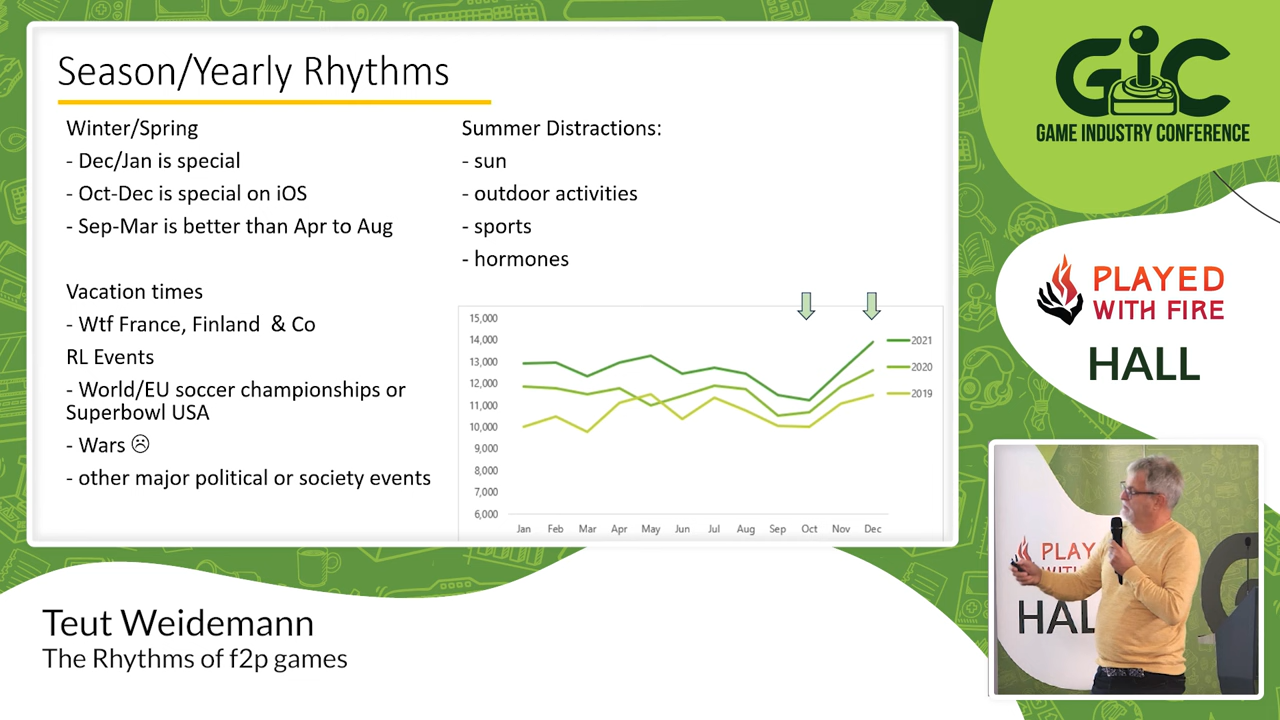 Season/Yearly Rhythms
Winter/Spring
- Dec/Jan is special
- Oct-Dec is special on iOS
- Sep-Mar is better than Apr to Aug
Vacation times
- Wtf France, Finland & Co
RL Events
- World/EU soccer championships or
Superbowl USA
- Wars ☹
- other major political or society events
Summer Distractions:
- sun
- outdoor activities
- sports
- hormones
15,000
14,000
13,000
12,000
11,000
10,000
9,000
8,000
7,000
6,000
Jan Feb Mar Apr May Jun Jul Aug Sep Oct Nov Dec
2021
2020
2019
GIC
GAME INDUSTRY CONFERENCE
PLAYED
WITH FIRE
HALL
PLAY
WITH
HAL
Teut Weidemann
The Rhythms of f2p games